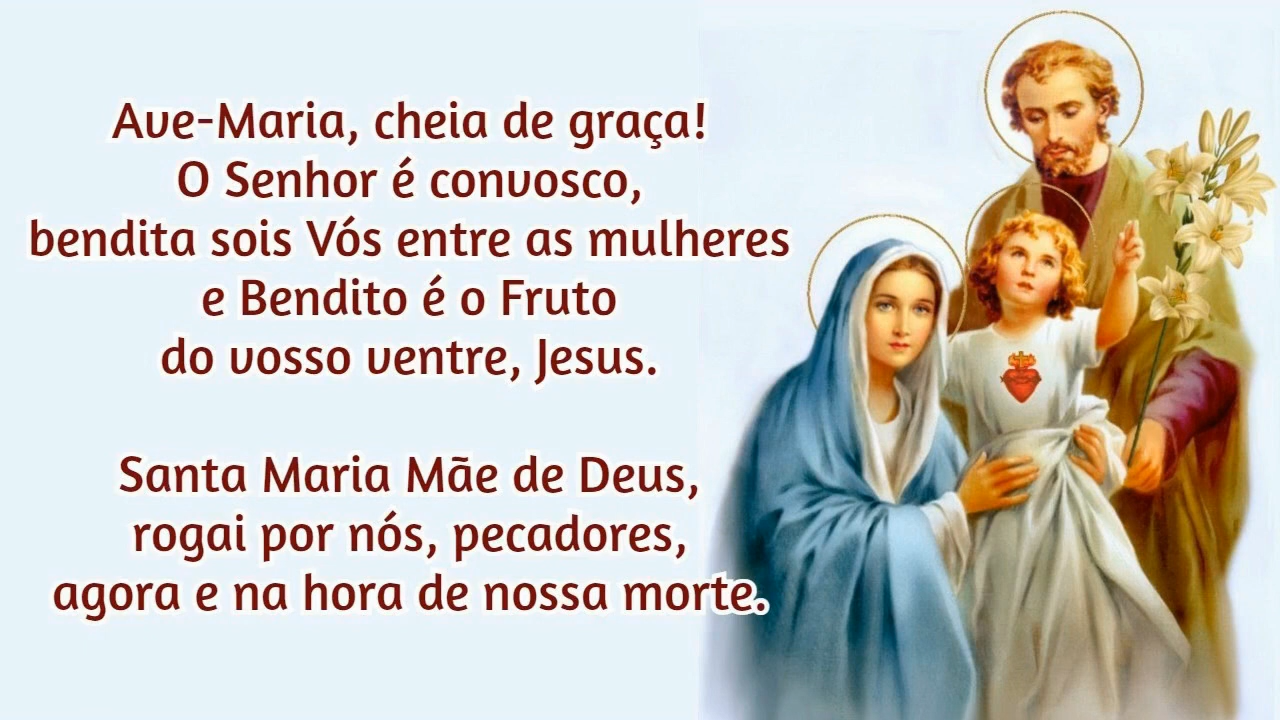 Ave-Maria, cheia de graça!
O Senhor é convosco,
bendita sois Vós entre as mulheres
e Bendito é o Fruto
do vosso ventre, Jesus.
Santa Maria Mãe de Deus,
rogai por nós, pecadores,
agora e na hora de nossa morte.